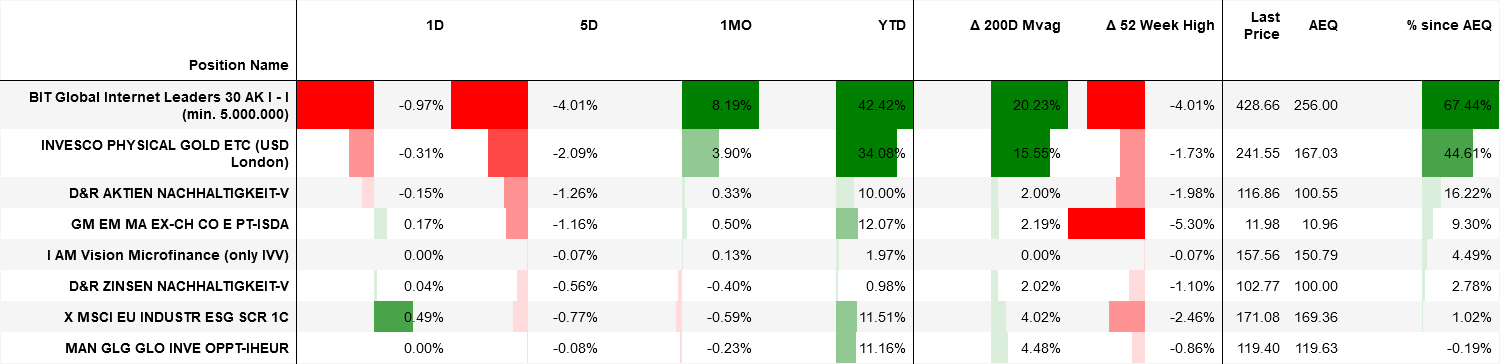 Position Name 1D 5D 1MO YTD Δ 200D Mvag Δ 52 Week High Last Price AEQ % since AEQ
BIT Global Internet Leaders 30 AK I - I (min. 5.000.000) -0.97% -4.01% 8.19% 42.42% 20.23% -4.01% 428.66 256.00 67.44%
INVESCO PHYSICAL GOLD ETC (USD London) -0.31% -2.09% 3.90% 34.08% 15.55% -1.73% 241.55 167.03 44.61%
D&R AKTIEN NACHHALTIGKEIT-V -0.15% -1.26% 0.33% 10.00% 2.00% -1.98% 116.86 100.55 16.22%
GM EM MA EX-CH CO E PT-ISDA 0.17% -1.16% 0.50% 12.07% 2.19% -5.30% 11.98 10.96 9.30%
I AM Vision Microfinance (only IVV) 0.00% -0.07% 0.13% 1.97% 0.00% -0.07% 157.56 150.79 4.49%
D&R ZINSEN NACHHALTIGKEIT-V 0.04% -0.56% -0.40% 0.98% 2.02% -1.10% 102.77 100.00 2.78%
X MSCI EU INDUSTR ESG SCR 1C 0.49% -0.77% -0.59% 11.51% 4.02% -2.46% 171.08 169.36 1.02%
MAN GLG GLO INVE OPPT-IHEUR 0.00% -0.08% -0.23% 11.16% 4.48% -0.86% 119.40 119.63 -0.19%